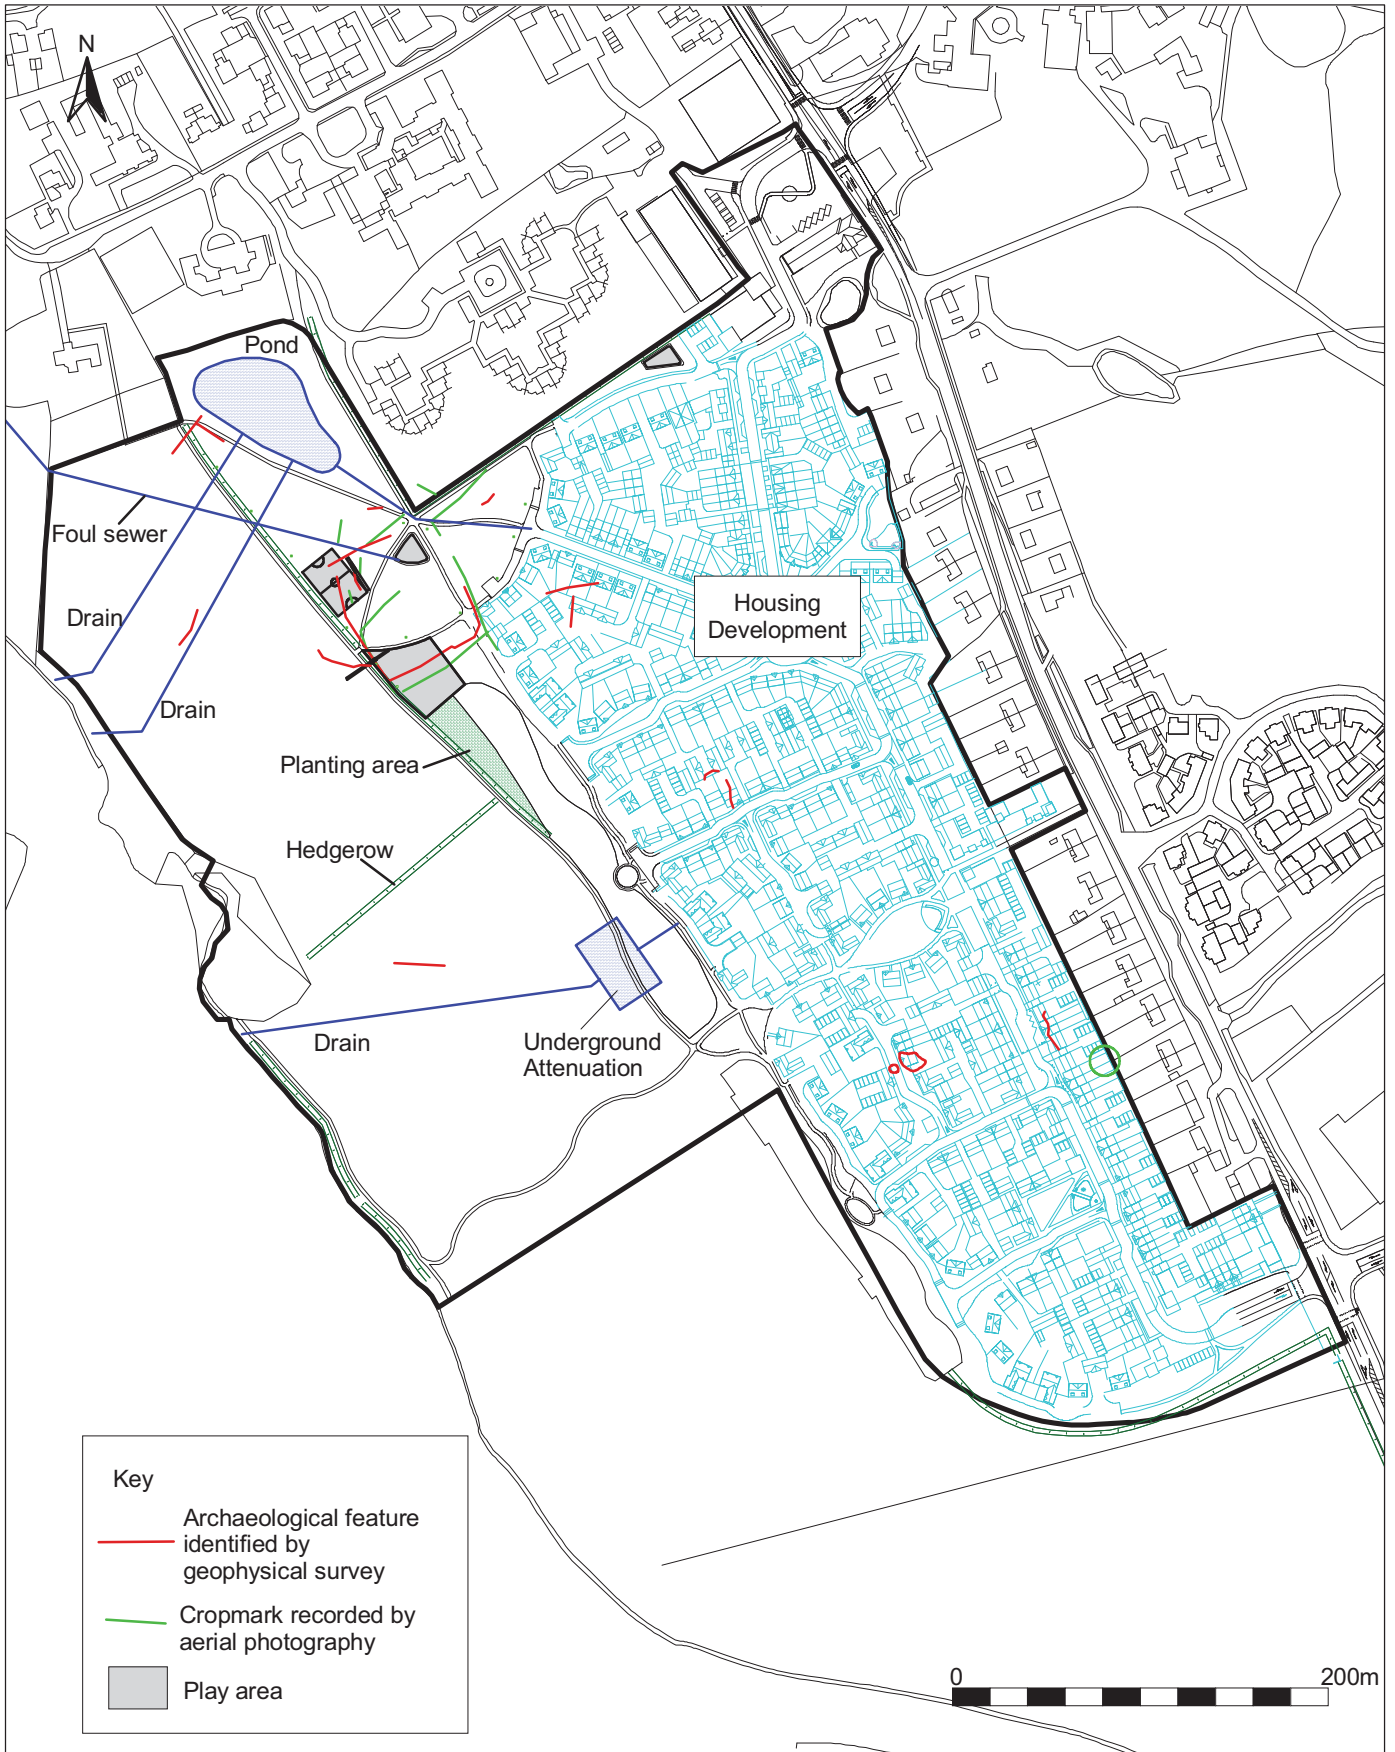 N
Pond
Foul sewer
Drain
Drain
Housing
Development
Planting area
Hedgerow
Drain
Underground
Attenuation
Key
Archaeological feature
identified by
geophysical survey
Cropmark recorded by
aerial photography
Play area
0
200m